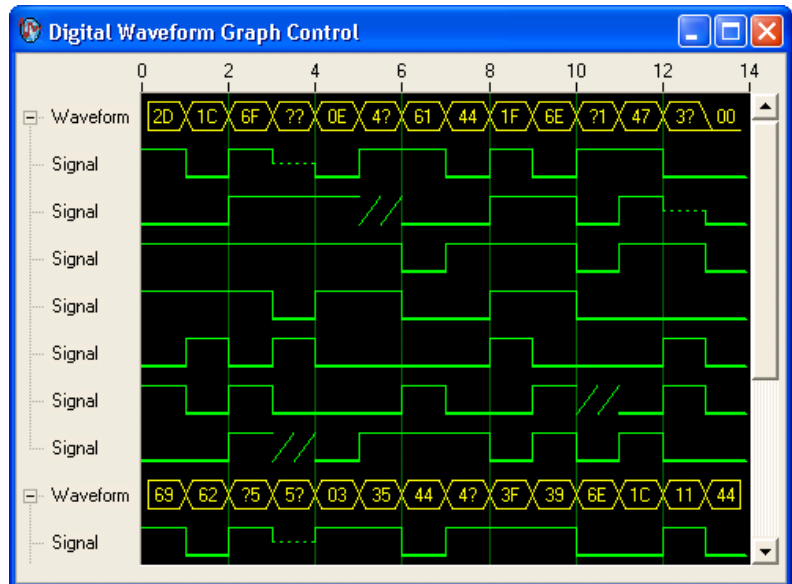 Digital Waveform Graph Control
0 2 4 6 8 10 12 14
Waveform 2D 1C 6F ?? 0E 4? 61 44 1F 6E ?1 47 3? 00
Signal
Signal
Signal
Signal
Signal
Signal
Signal
Waveform 69 62 ?5 5? 03 35 44 4? 3F 39 6E 1C 11 44
Signal